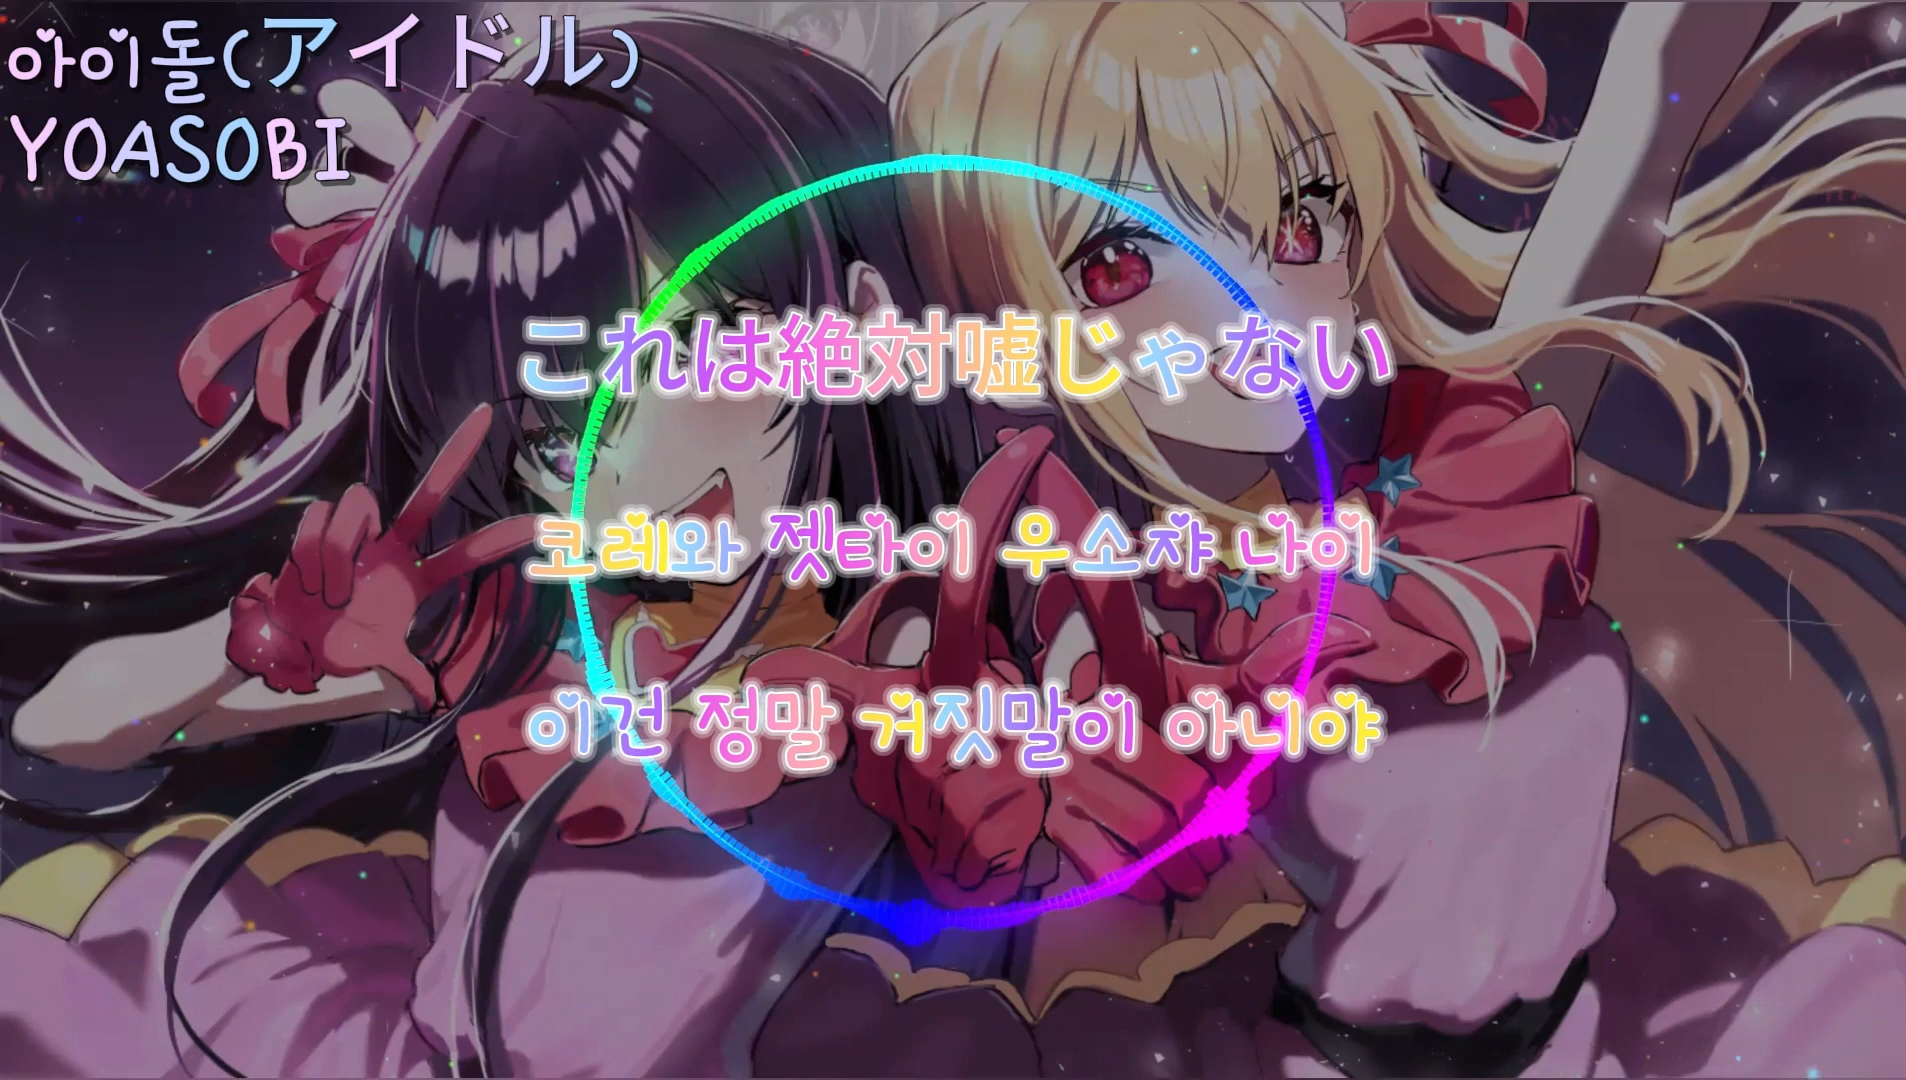 아이돌(アイドル)
YOASOBI
これは絶対嘘じゃない
코레와 젯타이 우소쟈 나이
이건 정말 거짓말이 아니야